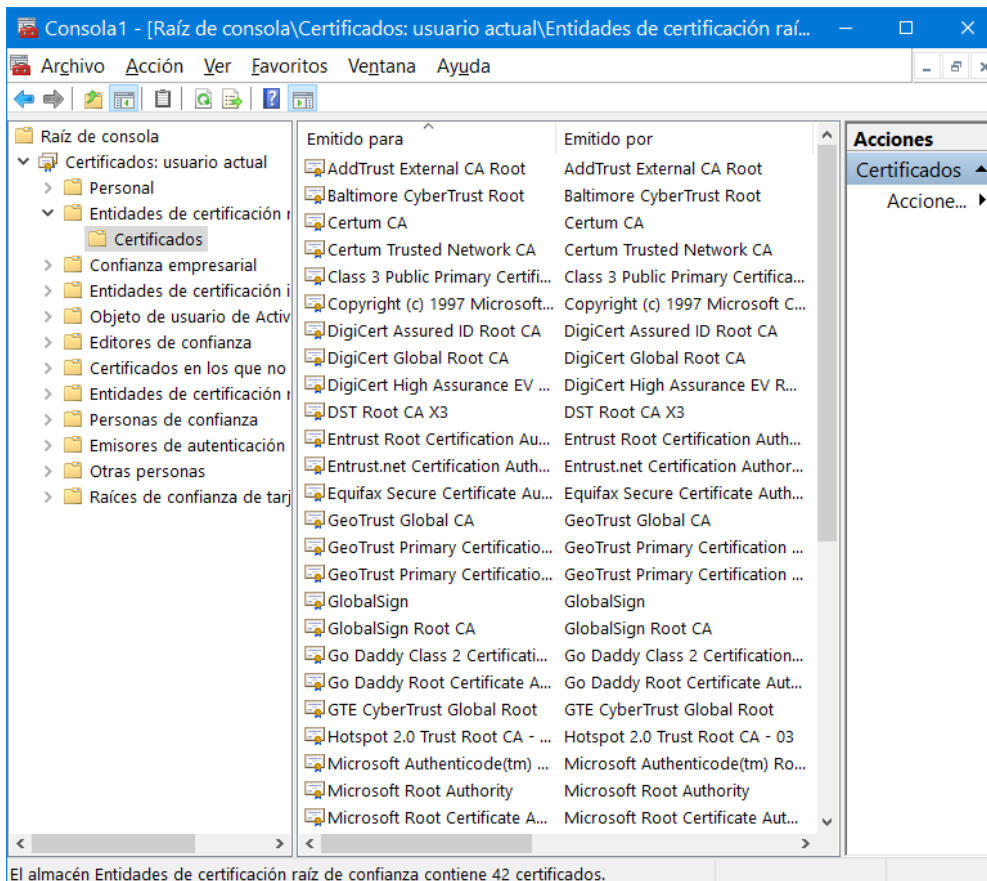 Consola1 - [Raíz de consola\Certificados: usuario actual\Entidades de certificación raí...
Archivo Acción Ver Favoritos Ventana Ayuda
Raíz de consola
Certificados: usuario actual
Personal
Entidades de certificación r
Certificados
Confianza empresarial
Entidades de certificación i
Objeto de usuario de Activ
Editores de confianza
Certificados en los que no
Entidades de certificación r
Personas de confianza
Emisores de autenticación
Otras personas
Raíces de confianza de tarj
Emitido para Emitido por
AddTrust External CA Root AddTrust External CA Root
Baltimore CyberTrust Root Baltimore CyberTrust Root
Certum CA Certum CA
Certum Trusted Network CA Certum Trusted Network CA
Class 3 Public Primary Certifi... Class 3 Public Primary Certifica...
Copyright (c) 1997 Microsoft... Copyright (c) 1997 Microsoft C...
DigiCert Assured ID Root CA DigiCert Assured ID Root CA
DigiCert Global Root CA DigiCert Global Root CA
DigiCert High Assurance EV ... DigiCert High Assurance EV R...
DST Root CA X3 DST Root CA X3
Entrust Root Certification Au... Entrust Root Certification Auth...
Entrust.net Certification Auth... Entrust.net Certification Author...
Equifax Secure Certificate Au... Equifax Secure Certificate Auth...
GeoTrust Global CA GeoTrust Global CA
GeoTrust Primary Certificatio... GeoTrust Primary Certification ...
GeoTrust Primary Certificatio... GeoTrust Primary Certification ...
GlobalSign GlobalSign
GlobalSign Root CA GlobalSign Root CA
Go Daddy Class 2 Certificati... Go Daddy Class 2 Certification...
Go Daddy Root Certificate A... Go Daddy Root Certificate Aut...
GTE CyberTrust Global Root GTE CyberTrust Global Root
Hotspot 2.0 Trust Root CA - ... Hotspot 2.0 Trust Root CA - 03
Microsoft Authenticode(tm) ... Microsoft Authenticode(tm) Ro...
Microsoft Root Authority Microsoft Root Authority
Microsoft Root Certificate A... Microsoft Root Certificate Aut...
Acciones
Certificados
Accione...
El almacén Entidades de certificación raíz de confianza contiene 42 certificados.